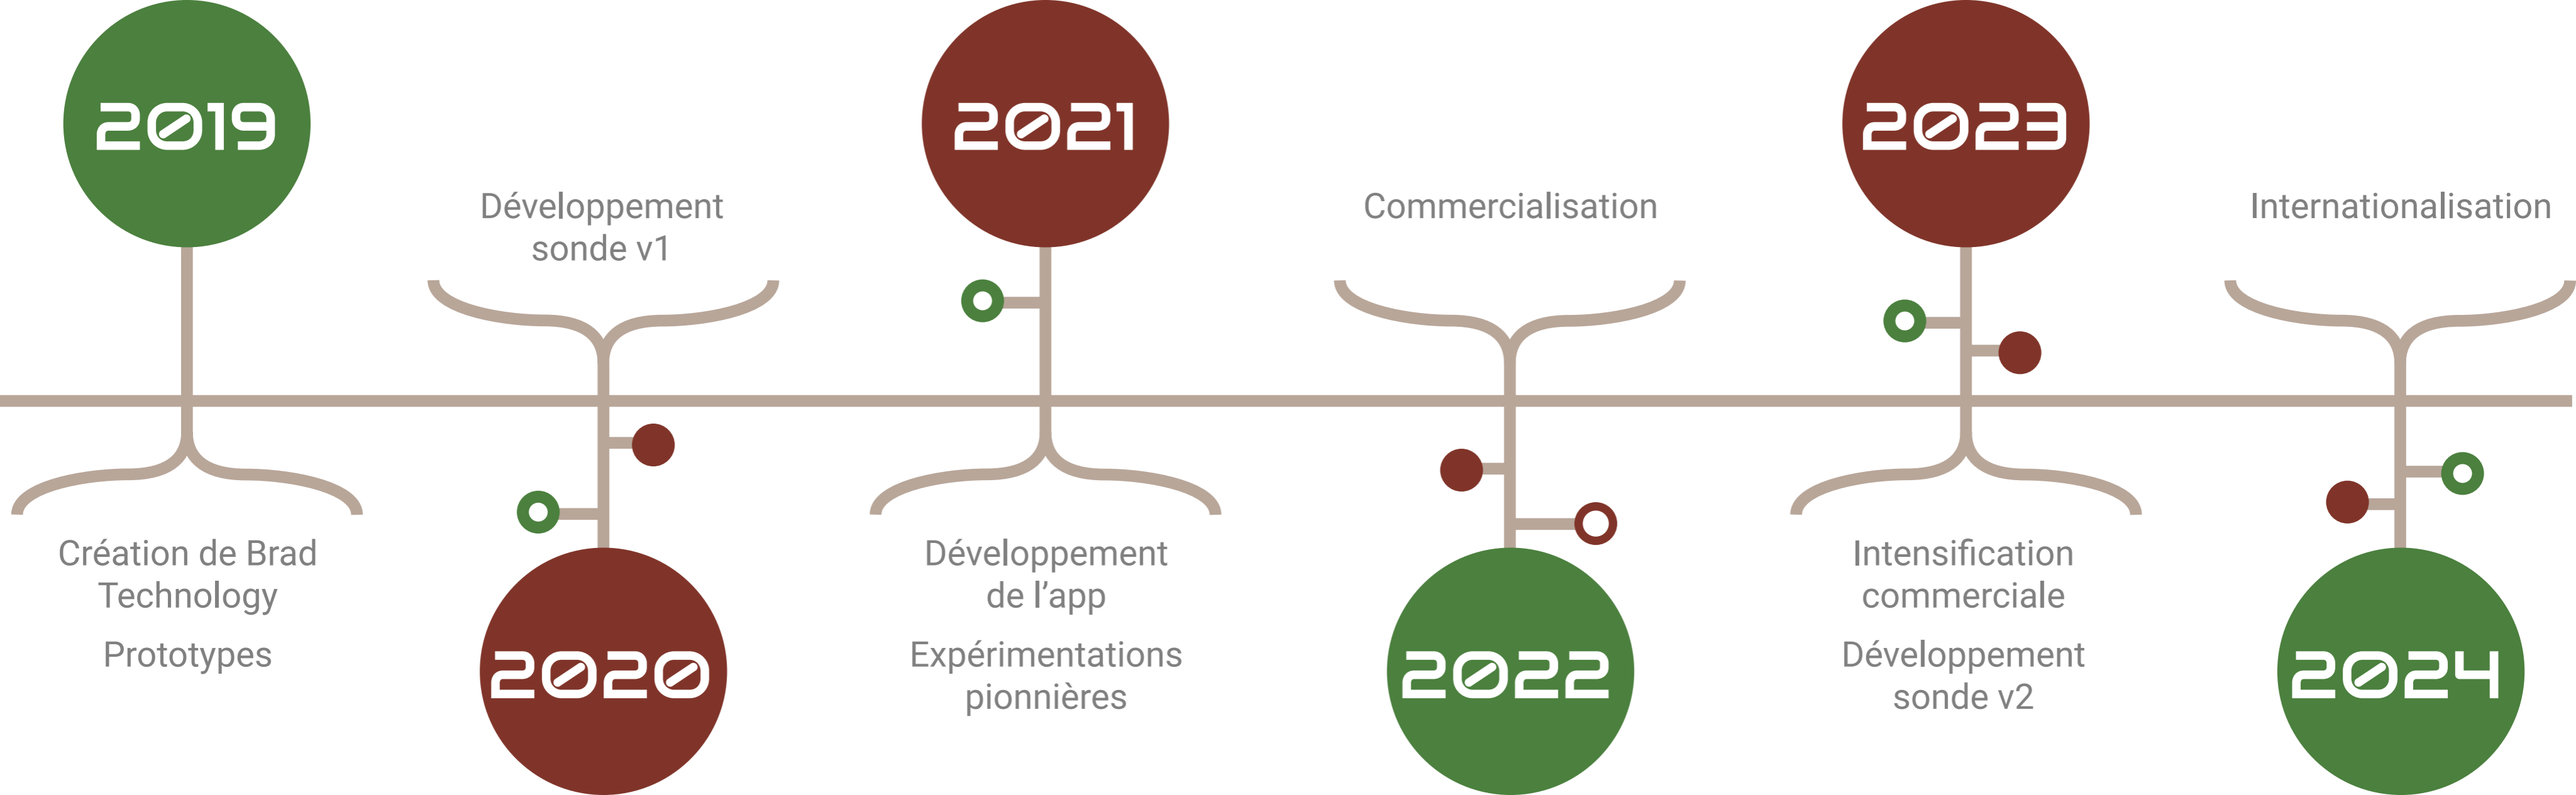 2019
Création de Brad
Technology
Prototypes
Développement
sonde v1
2020
2021
Développement
de l’app
Expérimentations
pionnières
Commercialisation
2022
2023
Intensification
commerciale
Développement
sonde v2
Internationalisation
2024